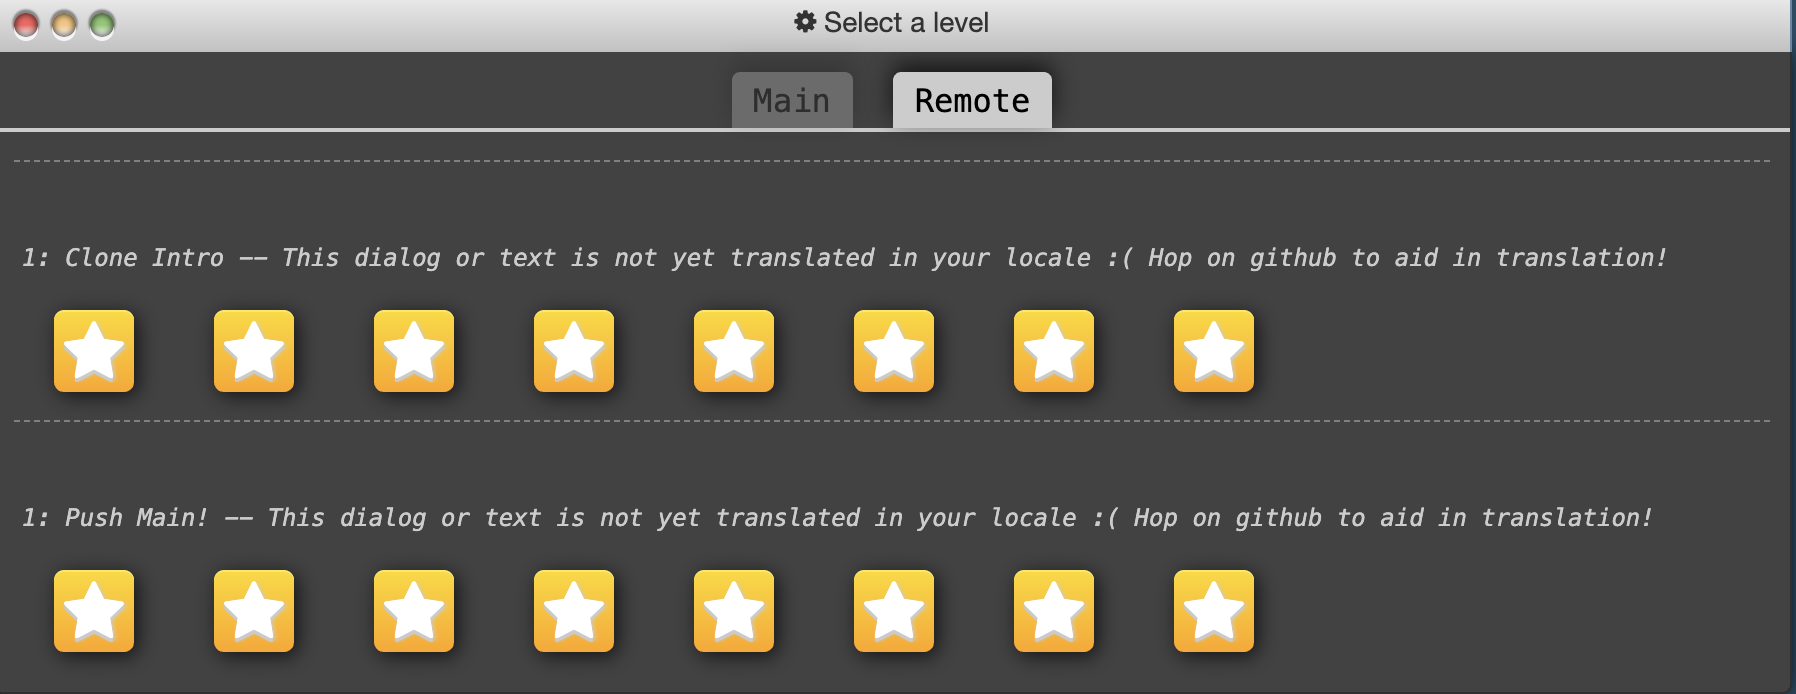 Select a level
Main
Remote
1: Clone Intro -- This dialog or text is not yet translated in your locale :( Hop on github to aid in translation!
1: Push Main! -- This dialog or text is not yet translated in your locale :( Hop on github to aid in translation!